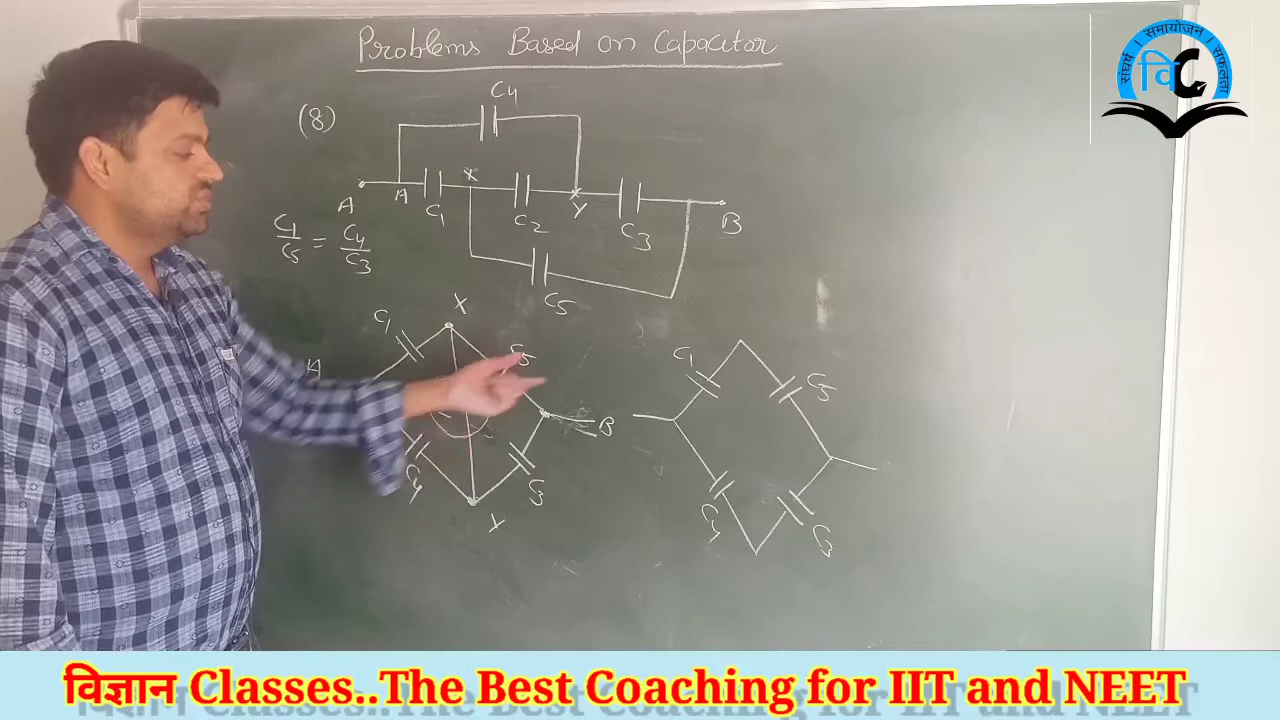 Problems Based on Capacitor
संघर्ष । समायोजन । सफलता
वि C
(8)
C4
A A C1 X C2 Y C3 B
C1/C5 = C4/C3
C5
X
C1 C5
A B
C4 C3
Y
C1 C5
C4 C3
विज्ञान Classes..The Best Coaching for IIT and NEET